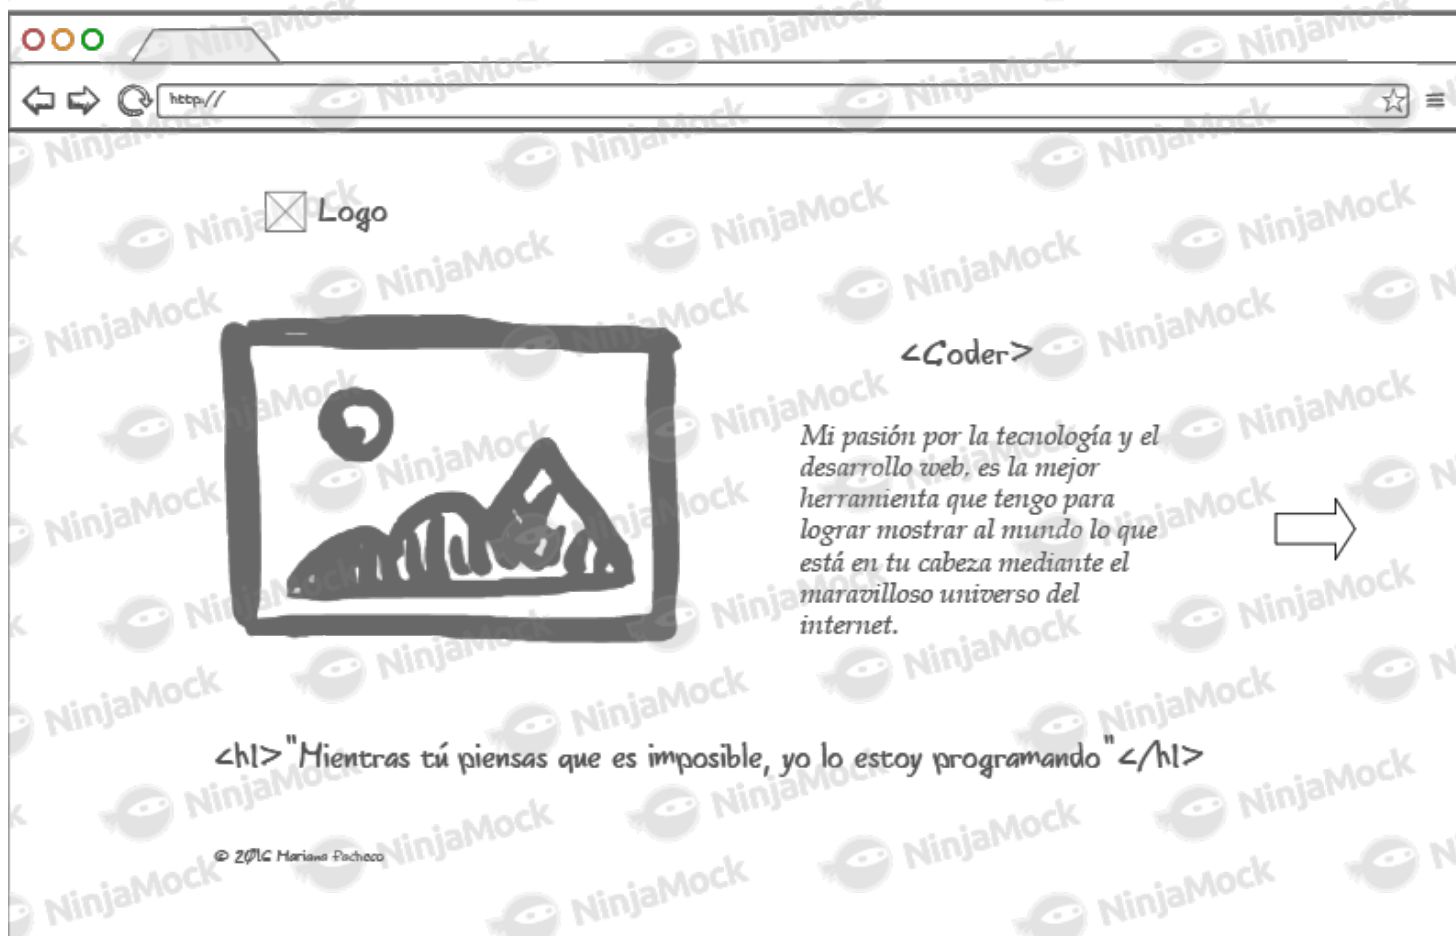 http://
Logo
<Coder>
Mi pasión por la tecnología y el
desarrollo web, es la mejor
herramienta que tengo para
lograr mostrar al mundo lo que
está en tu cabeza mediante el
maravilloso universo del
internet.
<h1>"Mientras tú piensas que es imposible, yo lo estoy programando"</h1>
© 2016 Mariana Pacheco
NinjaMock